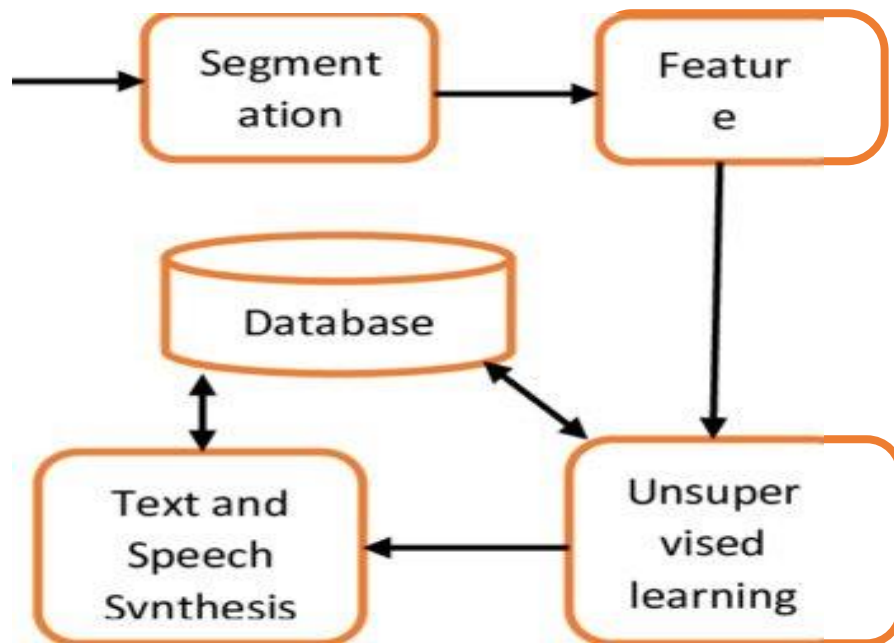 Segment
ation
Featur
e
Database
Text and
Speech
Synthesis
Unsuper
vised
learning